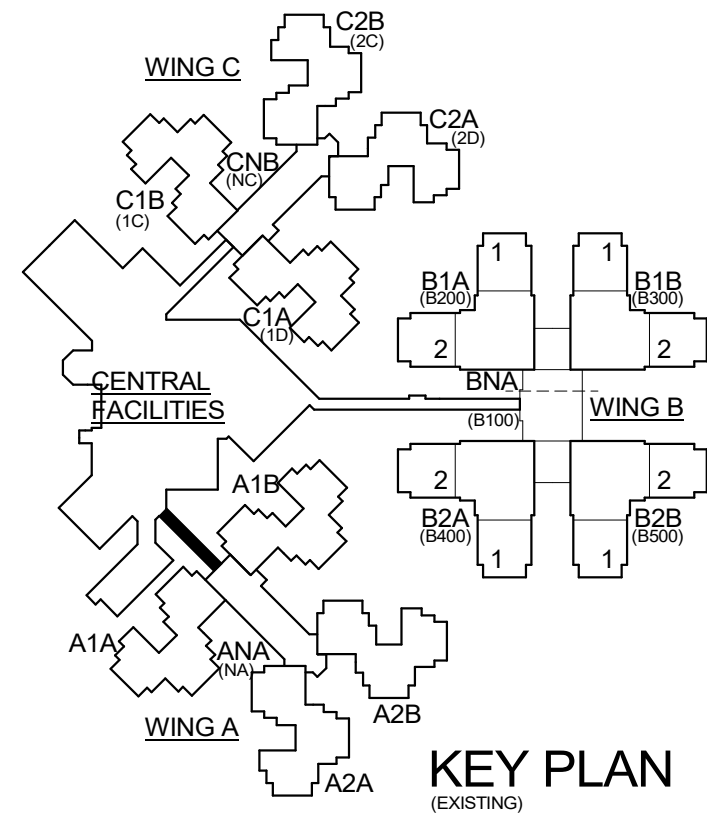 C2B
(2C)
WING C
C2A
(2D)
CNB
(NC)
C1B
(1C)
1
1
B1A
(B200)
B1B
(B300)
C1A
(1D)
2
2
CENTRAL
FACILITIES
BNA
(B100)
WING B
A1B
2
2
B2A
(B400)
B2B
(B500)
1
1
A1A
ANA
(NA)
WING A
A2B
A2A
KEY PLAN
(EXISTING)